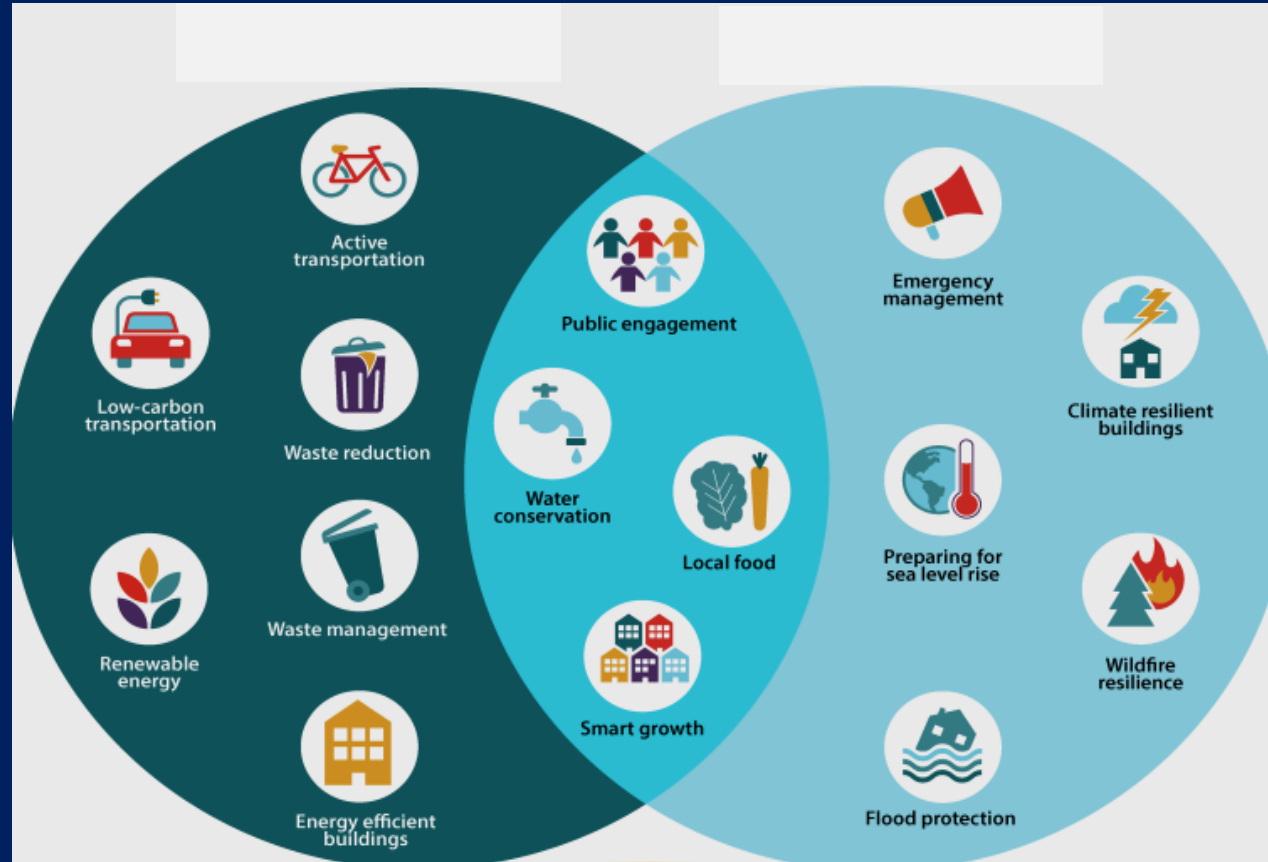 Active
transportation
Low-carbon
transportation
Waste reduction
Waste management
Renewable
energy
Energy efficient
buildings
Public engagement
Water
conservation
Local food
Smart growth
Emergency
management
Climate resilient
buildings
Preparing for
sea level rise
Wildfire
resilience
Flood protection